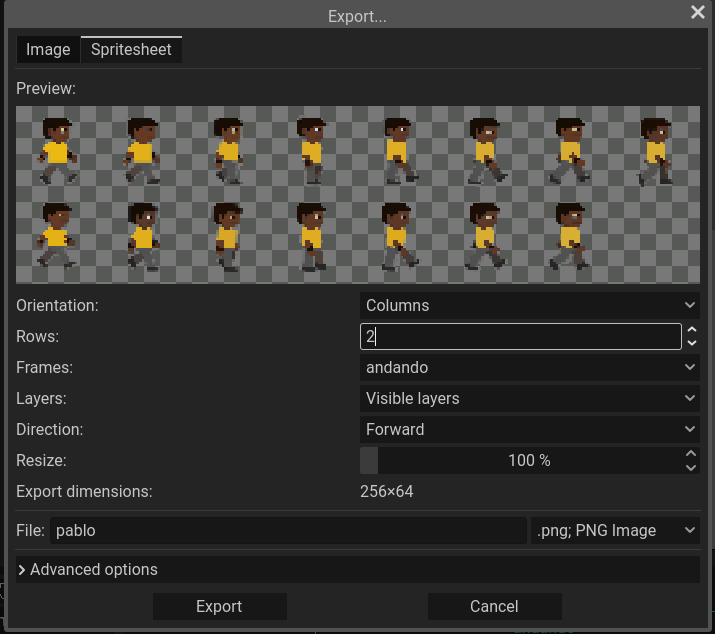 Export...
Image Spritesheet
Preview:
Orientation: Columns
Rows: 2
Frames: andando
Layers: Visible layers
Direction: Forward
Resize: 100 %
Export dimensions: 256×64
File: pablo .png; PNG Image
Advanced options
Export Cancel